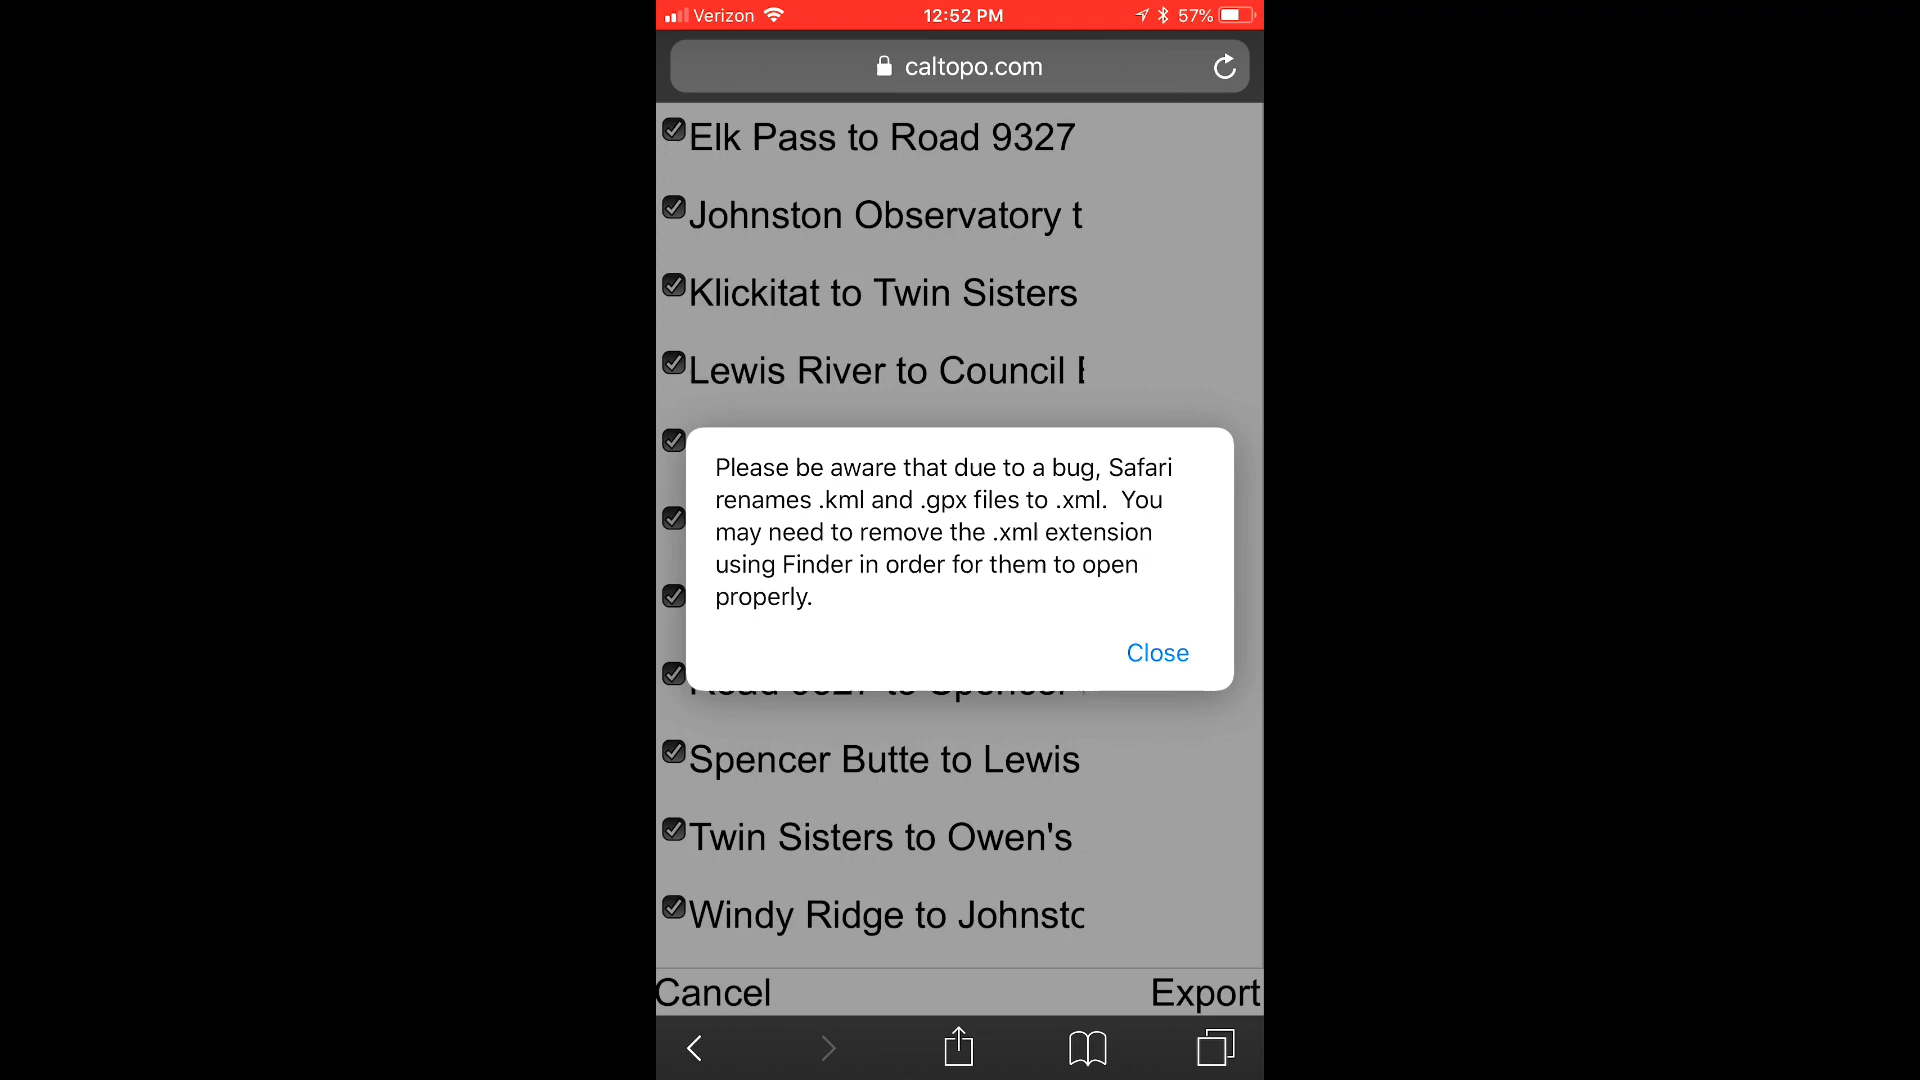 Verizon 12:52 PM 57%
caltopo.com
Elk Pass to Road 9327
Johnston Observatory t
Klickitat to Twin Sisters
Lewis River to Council
Please be aware that due to a bug, Safari
renames .kml and .gpx files to .xml. You
may need to remove the .xml extension
using Finder in order for them to open
properly.
Close
Spencer Butte to Lewis
Twin Sisters to Owen's
Windy Ridge to Johnsto
Cancel Export